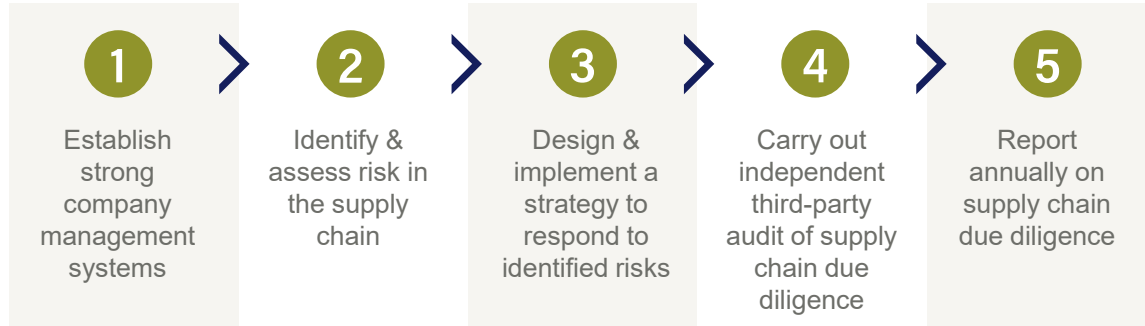 1
Establish
strong
company
management
systems
2
Identify &
assess risk in
the supply
chain
3
Design &
implement a
strategy to
respond to
identified risks
4
Carry out
independent
third-party
audit of supply
chain due
diligence
5
Report
annually on
supply chain
due diligence